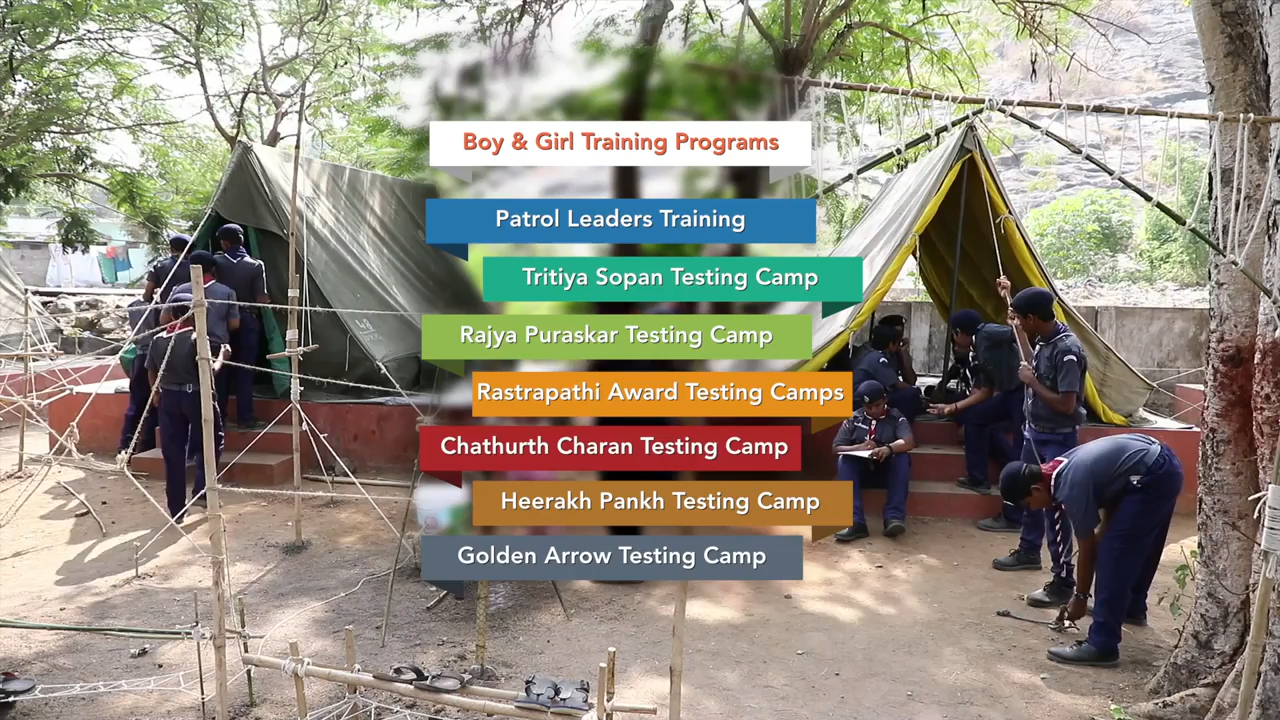 Boy & Girl Training Programs
Patrol Leaders Training
Tritiya Sopan Testing Camp
Rajya Puraskar Testing Camp
Rastrapathi Award Testing Camps
Chathurth Charan Testing Camp
Heerakh Pankh Testing Camp
Golden Arrow Testing Camp
48